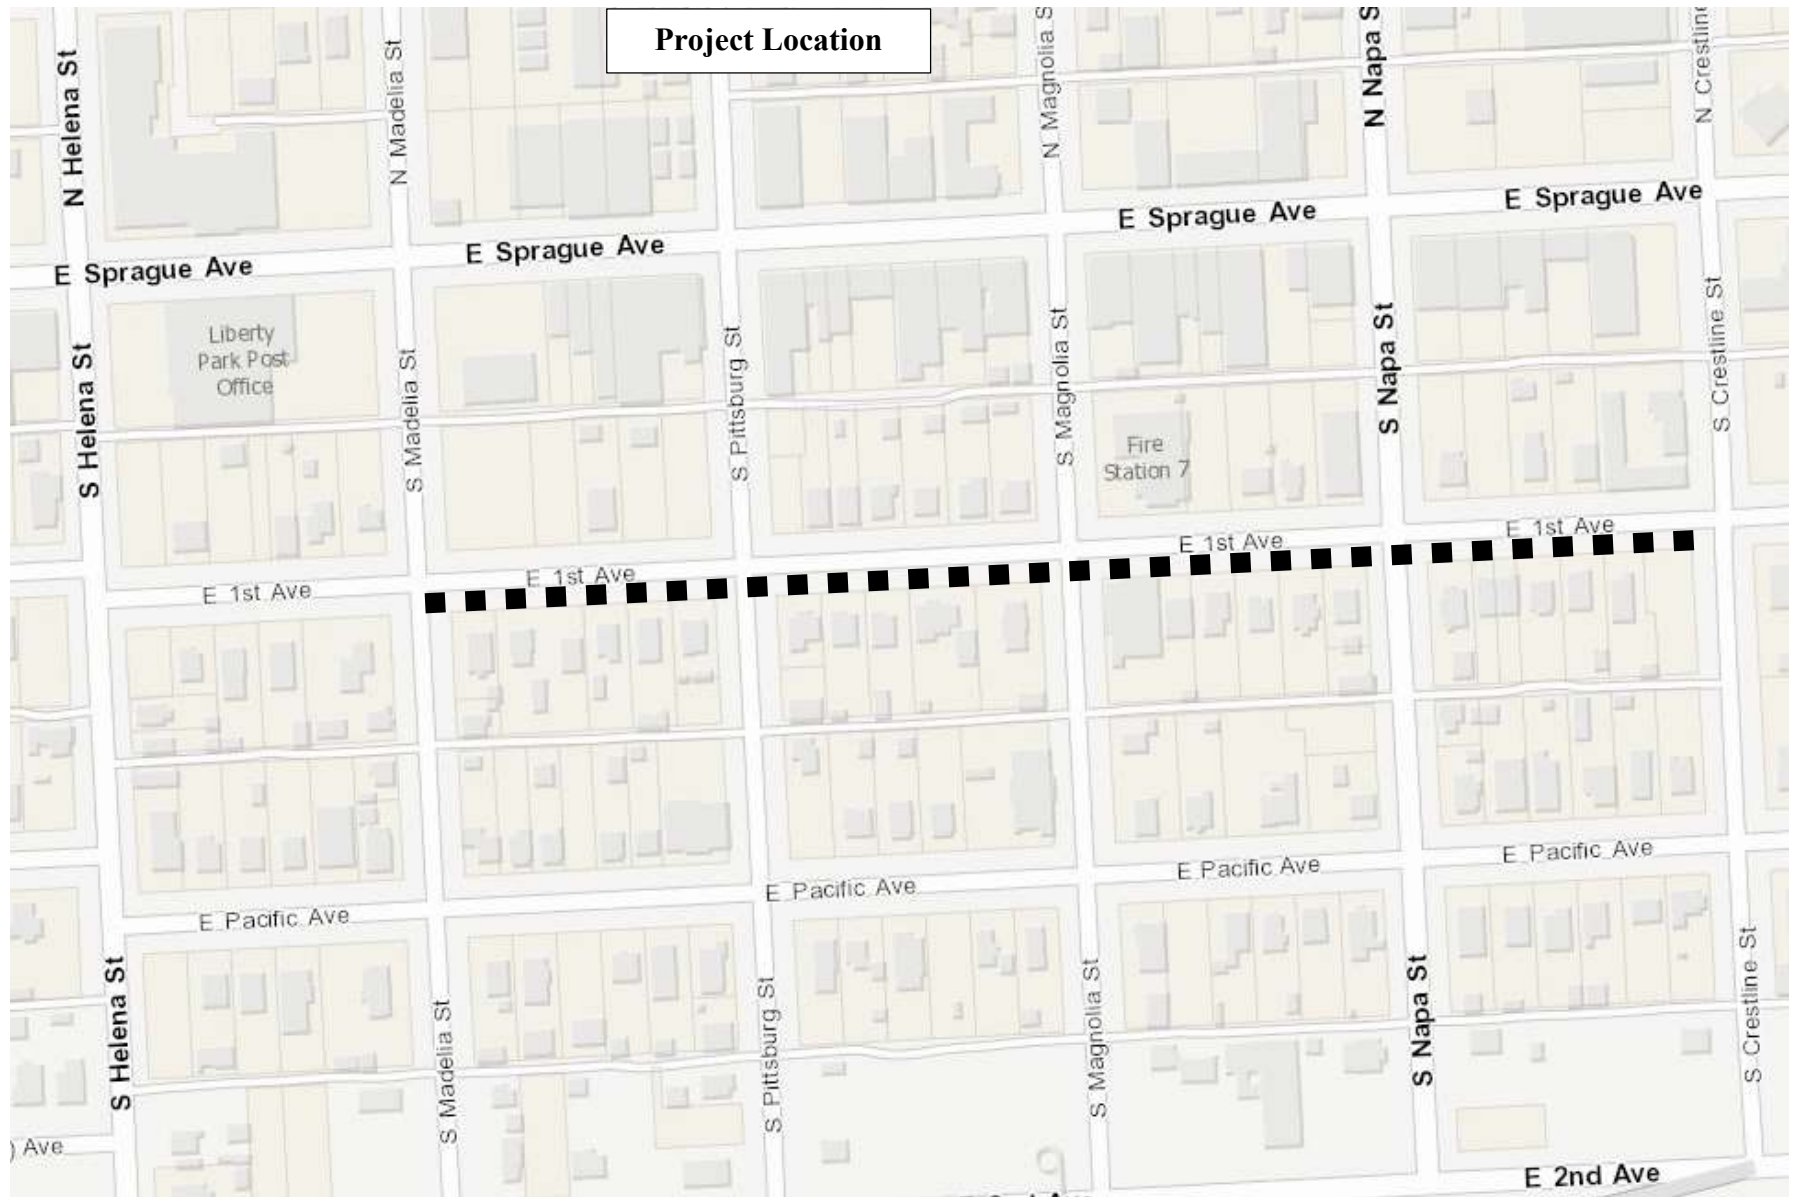 Project Location
N Helena St
N Madelia St
N Magnolia S
N Napa S
N Crestline
E Sprague Ave
E Sprague Ave
E Sprague Ave
E Sprague Ave
Liberty
Park Post
Office
S Helena St
S Madelia St
S Pittsburg St
S Magnolia St
S Napa St
S Crestline St
Fire
Station 7
E 1st Ave
E 1st Ave
E 1st Ave
E 1st Ave
E Pacific Ave
E Pacific Ave
E Pacific Ave
E Pacific Ave
S Helena St
S Madelia St
S Pittsburg St
S Magnolia St
S Napa St
S Crestline St
Ave
E 2nd Ave